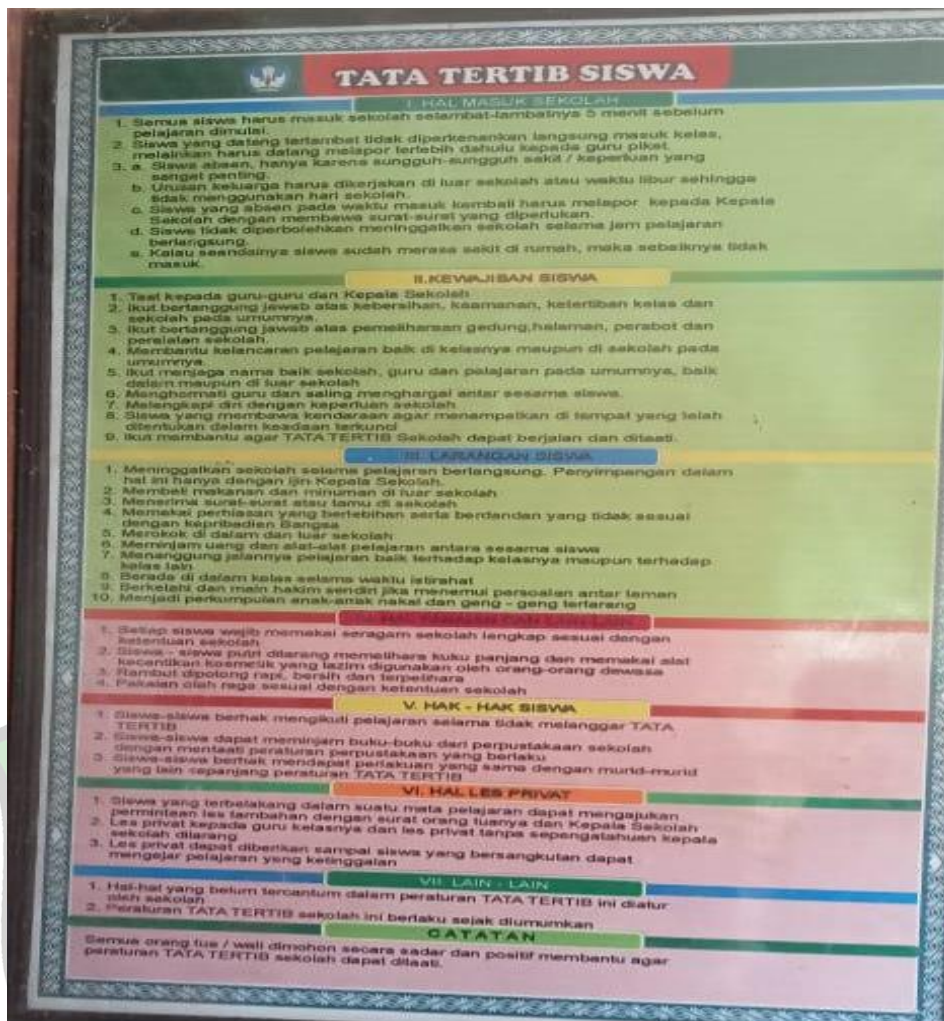 TATA TERTIB SISWA
I. HAL MASUK SEKOLAH
1. Semua siswa harus masuk sekolah selambat-lambatnya 5 menit sebelum
pelajaran dimulai.
2. Siswa yang datang terlambat tidak diperkenankan langsung masuk kelas,
melainkan harus datang melapor terlebih dahulu kepada guru piket.
3. a. Siswa absen, hanya karena sungguh-sungguh sakit / keperluan yang
sangat penting.
b. Urusan keluarga harus dikerjakan di luar sekolah atau waktu libur sehingga
tidak menggunakan hari sekolah.
c. Siswa yang absen pada waktu masuk kembali harus melapor kepada Kepala
Sekolah dengan membawa surat-surat yang diperlukan.
d. Siswa tidak diperbolehkan meninggalkan sekolah selama jam pelajaran
berlangsung.
e. Kalau seandainya siswa sudah merasa sakit di rumah, maka sebaiknya tidak
masuk.
II.KEWAJIBAN SISWA
1. Taat kepada guru-guru dan Kepala Sekolah
2. Ikut bertanggung jawab atas kebersihan, keamanan, ketertiban kelas dan
sekolah pada umumnya.
3. Ikut bertanggung jawab atas pemeliharaan gedung,halaman, perabot dan
peralatan sekolah.
4. Membantu kelancaran pelajaran baik di kelasnya maupun di sekolah pada
umumnya.
5. Ikut menjaga nama baik sekolah, guru dan pelajaran pada umumnya, baik
dalam maupun di luar sekolah
6. Menghormati guru dan saling menghargai antar sesama siswa.
7. Melengkapi diri dengan keperluan sekolah.
8. Siswa yang membawa kendaraan agar menempatkan di tempat yang telah
ditentukan dalam keadaan terkunci
9. Ikut membantu agar TATA TERTIB Sekolah dapat berjalan dan ditaati.
III. LARANGAN SISWA
1. Meninggalkan sekolah selama pelajaran berlangsung. Penyimpangan dalam
hal ini hanya dengan ijin Kepala Sekolah.
2. Membeli makanan dan minuman di luar sekolah
3. Menerima surat-surat atau tamu di sekolah
4. Memakai perhiasan yang berlebihan serta berdandan yang tidak sesuai
dengan kepribadian Bangsa
5. Merokok di dalam dan luar sekolah
6. Meminjam uang dan alat-alat pelajaran antara sesama siswa
7. Menanggung jalannya pelajaran baik terhadap kelasnya maupun terhadap
kelas lain
8. Berada di dalam kelas selama waktu istirahat
9. Berkelahi dan main hakim sendiri jika menemui persoalan antar teman
10. Menjadi perkumpulan anak-anak nakal dan geng - geng terlarang
IV. HAL PAKAIAN DAN LAIN LAIN
1. Setiap siswa wajib memakai seragam sekolah lengkap sesuai dengan
ketentuan sekolah
2. Siswa - siswa putri dilarang memelihara kuku panjang dan memakai alat
kecantikan kosmetik yang lazim digunakan oleh orang-orang dewasa
3. Rambut dipotong rapi, bersih dan terpelihara
4. Pakaian olah raga sesuai dengan ketentuan sekolah
V. HAK - HAK SISWA
1. Siswa-siswa berhak mengikuti pelajaran selama tidak melanggar TATA
TERTIB
2. Siswa-siswa dapat meminjam buku-buku dari perpustakaan sekolah
dengan mentaati peraturan perpustakaan yang berlaku
3. Siswa-siswa berhak mendapat perlakuan yang sama dengan murid-murid
yang lain sepanjang peraturan TATA TERTIB
VI. HAL LES PRIVAT
1. Siswa yang terbelakang dalam suatu mata pelajaran dapat mengajukan
permintaan les tambahan dengan surat orang tuanya dan Kepala Sekolah
2. Les privat kepada guru kelasnya dan les privat tanpa sepengatahuan kepala
sekolah dilarang
3. Les privat dapat diberikan sampai siswa yang bersangkutan dapat
mengejar pelajaran yang ketinggalan
VII. LAIN - LAIN
1. Hal-hal yang belum tercantum dalam peraturan TATA TERTIB ini diatur
oleh sekolah
2. Peraturan TATA TERTIB sekolah ini berlaku sejak diumumkan
CATATAN
Semua orang tua / wali dimohon secara sadar dan positif membantu agar
peraturan TATA TERTIB sekolah dapat ditaati.